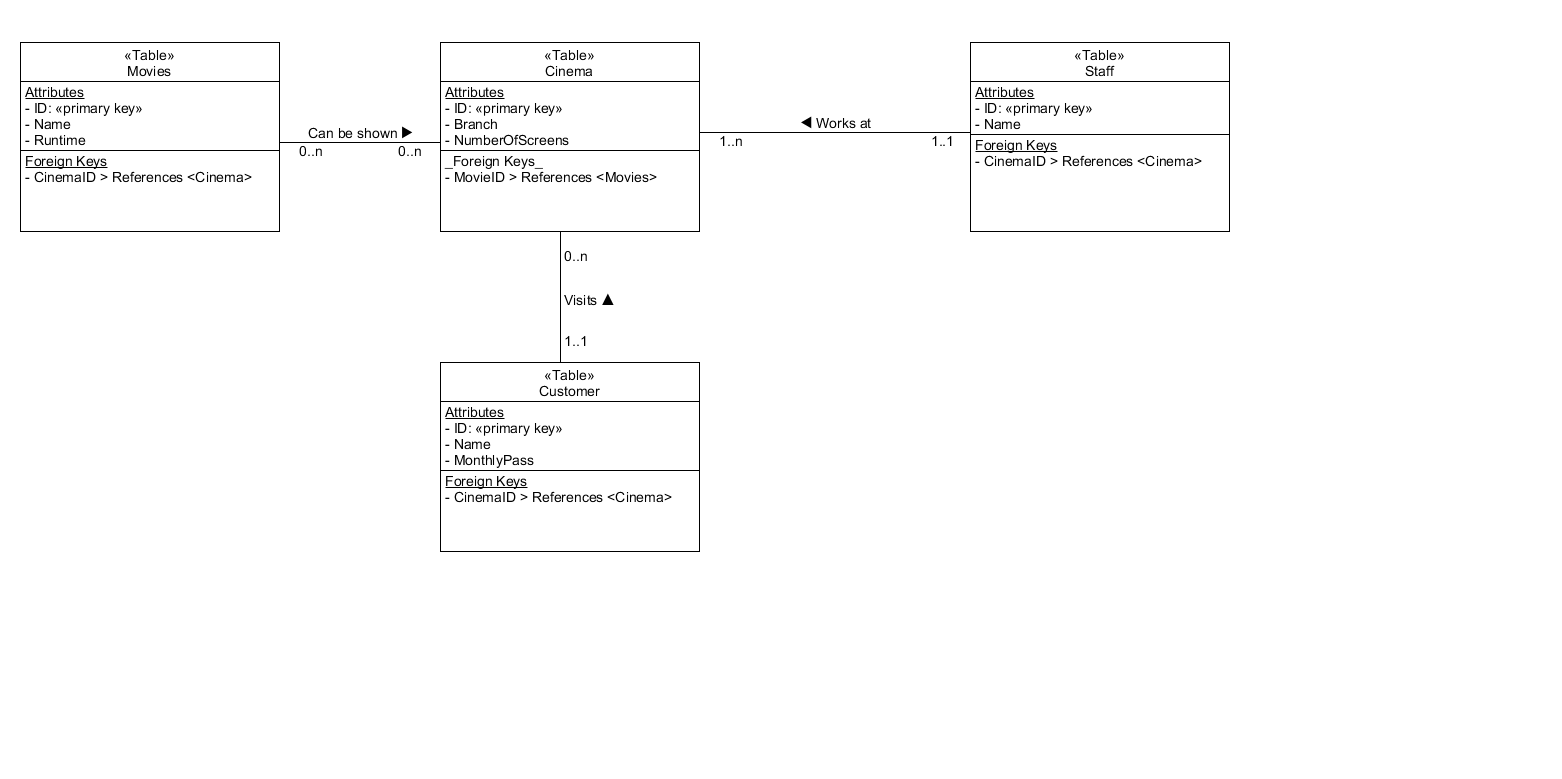 «Table»
Movies
Attributes
- ID: «primary key»
- Name
- Runtime
Foreign Keys
- CinemaID > References <Cinema>
Can be shown ▶
0..n
0..n
«Table»
Cinema
Attributes
- ID: «primary key»
- Branch
- NumberOfScreens
_Foreign Keys_
- MovieID > References <Movies>
◀ Works at
1..n
1..1
«Table»
Staff
Attributes
- ID: «primary key»
- Name
Foreign Keys
- CinemaID > References <Cinema>
0..n
Visits ▲
1..1
«Table»
Customer
Attributes
- ID: «primary key»
- Name
- MonthlyPass
Foreign Keys
- CinemaID > References <Cinema>